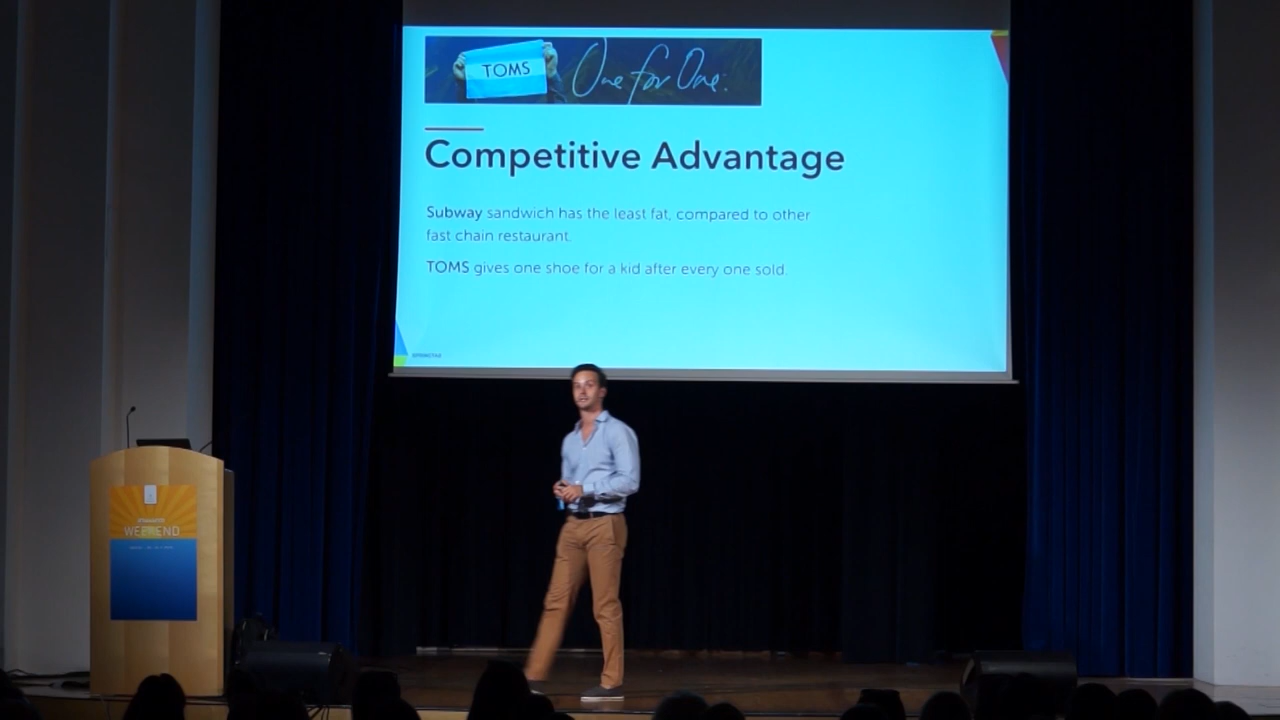 TOMS One for One.
Competitive Advantage
Subway sandwich has the least fat, compared to other
fast chain restaurant.
TOMS gives one shoe for a kid after every one sold.
WEEKEND